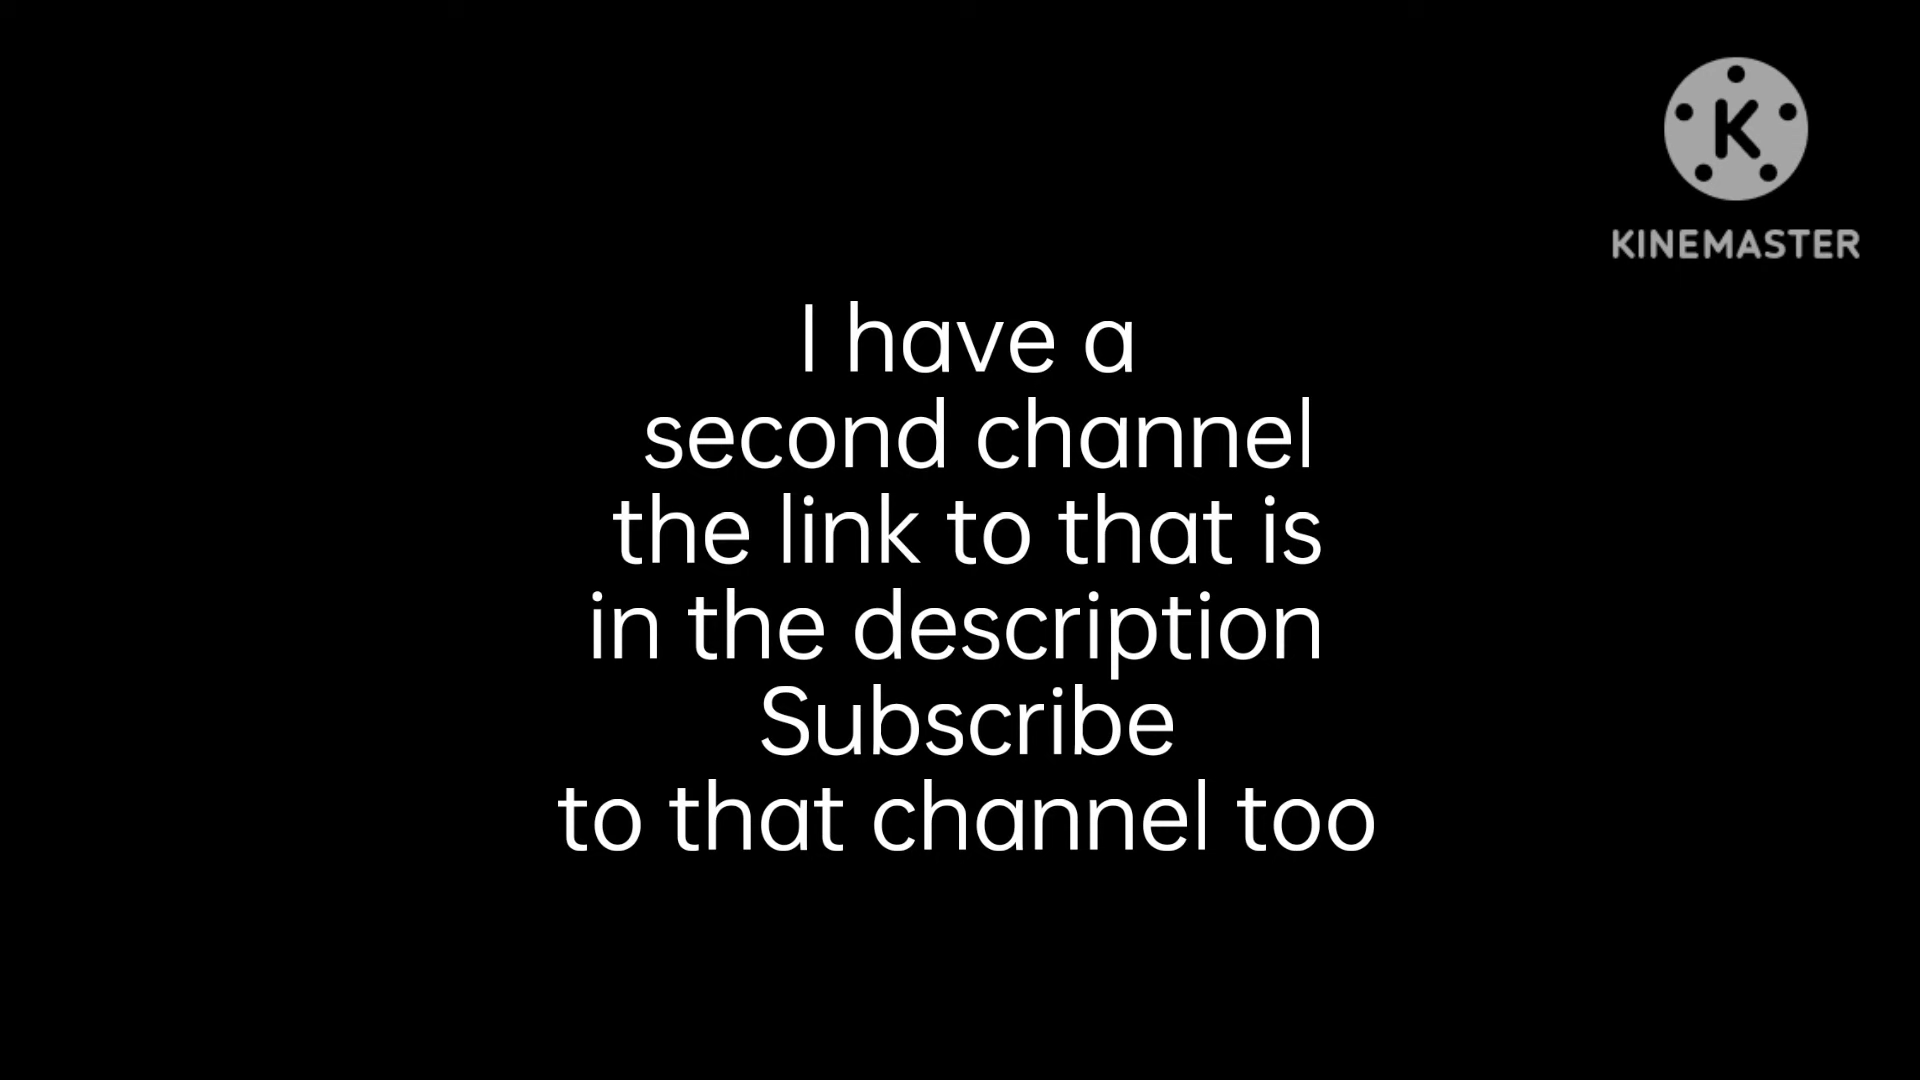 K
KINEMASTER
I have a
second channel
the link to that is
in the description
Subscribe
to that channel too